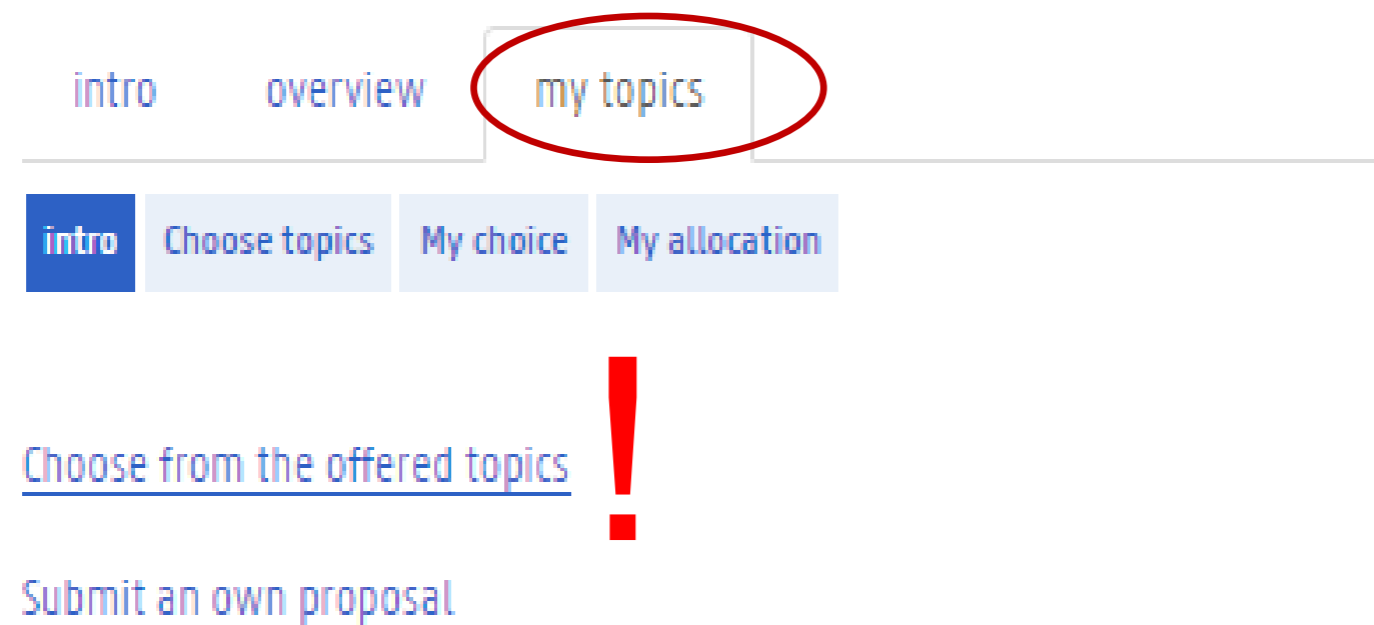 intro overview my topics
intro Choose topics My choice My allocation
!
Choose from the offered topics
Submit an own proposal